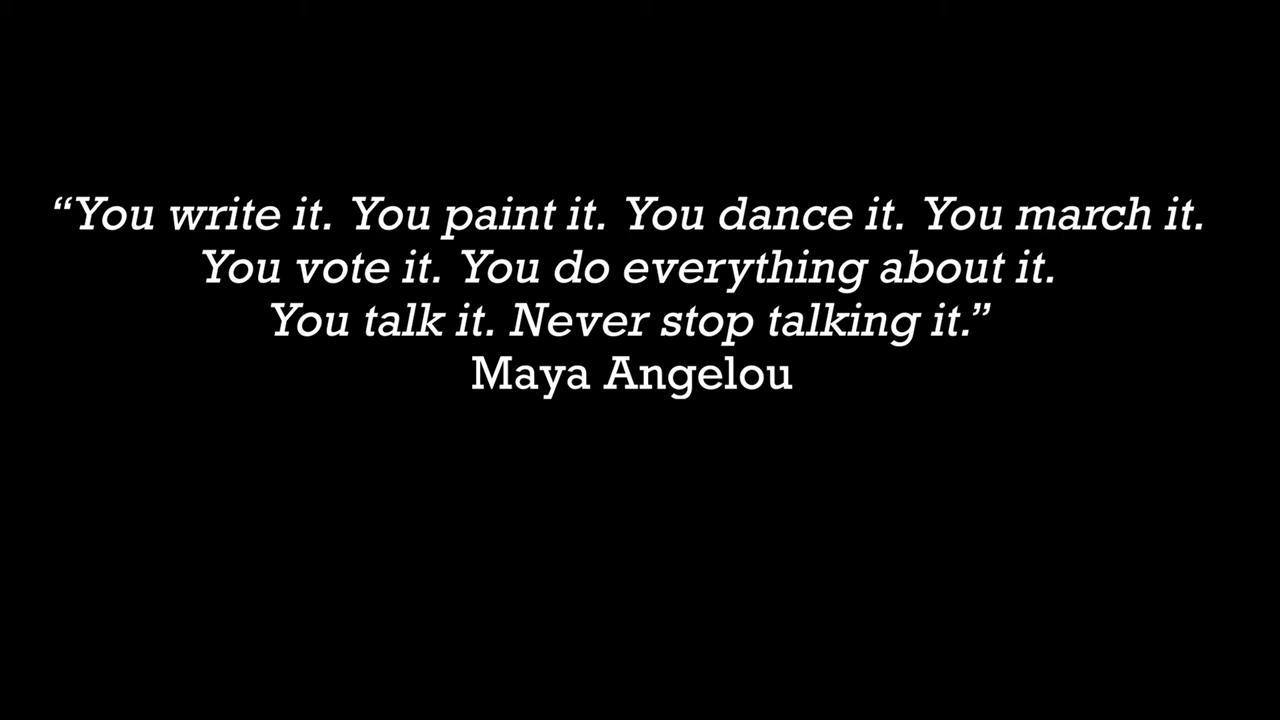 “You write it. You paint it. You dance it. You march it.
You vote it. You do everything about it.
You talk it. Never stop talking it.”
Maya Angelou